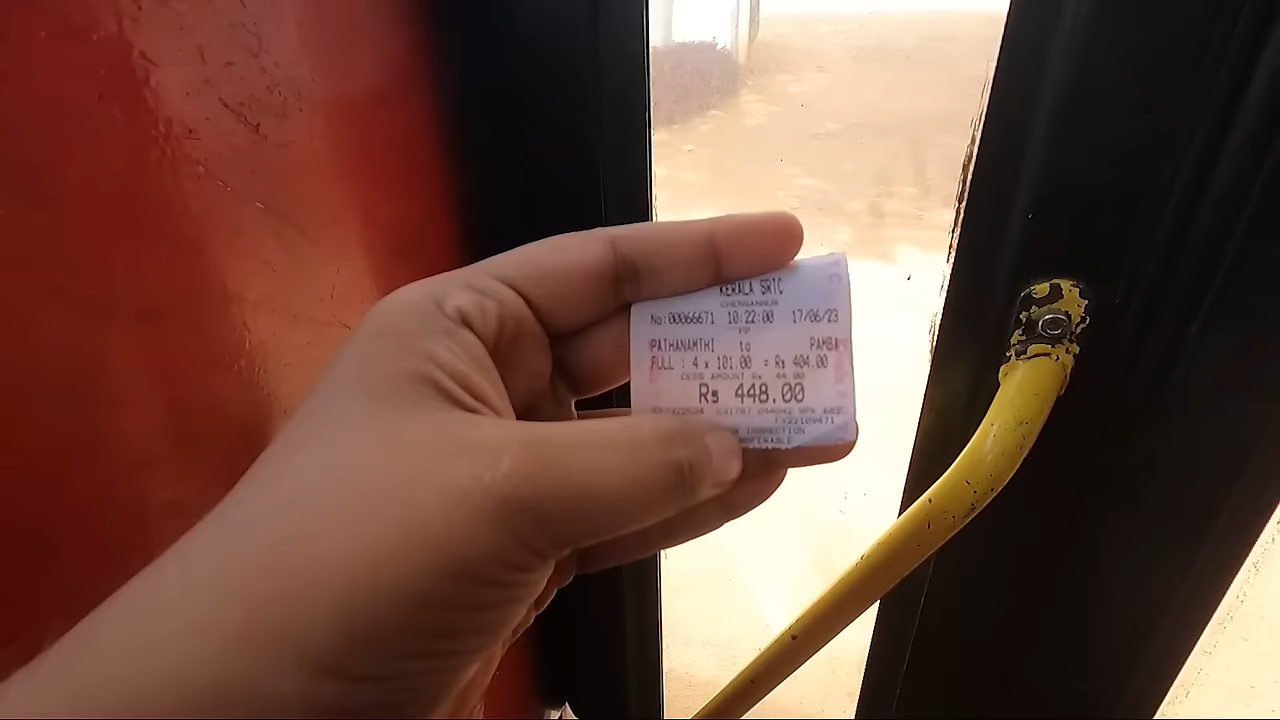 KERALA SRTC
CHENGANNUR
No:00066671 10:22:00 17/06/23
FP
PATHANAMTHI to PAMBA
FULL : 4 x 101.00 = Rs 404.00
CESS AMOUNT Rs 44.00
Rs 448.00